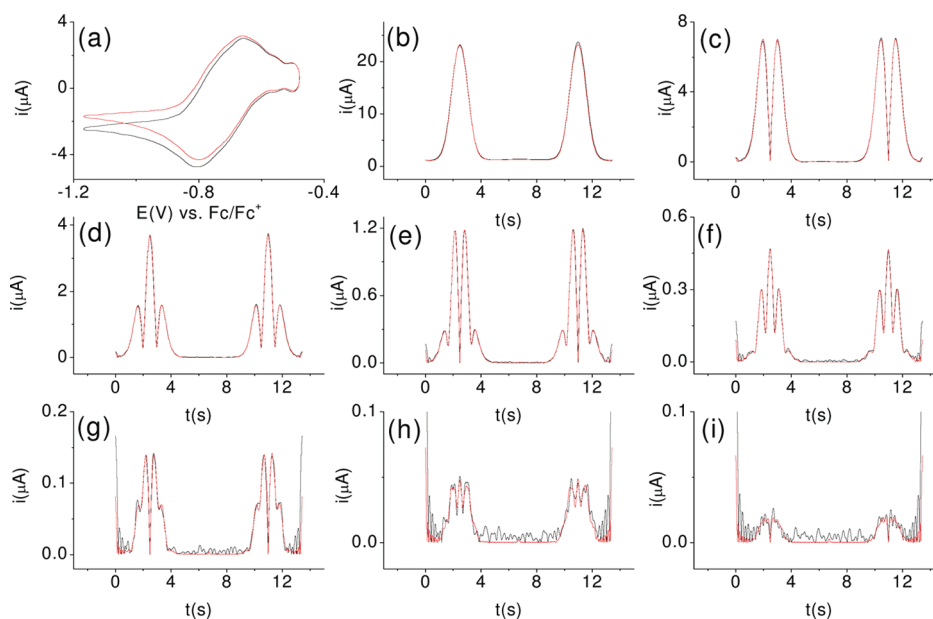 (a)
i(μA)
4
0
-4
-1.2 -0.8 -0.4
E(V) vs. Fc/Fc⁺
(b)
i(μA)
20
10
0
0 4 8 12
t(s)
(c)
i(μA)
8
4
0
0 4 8 12
t(s)
(d)
i(μA)
4
2
0
0 4 8 12
t(s)
(e)
i(μA)
1.2
0.6
0.0
0 4 8 12
t(s)
(f)
i(μA)
0.6
0.3
0.0
0 4 8 12
t(s)
(g)
i(μA)
0.2
0.1
0.0
0 4 8 12
t(s)
(h)
i(μA)
0.1
0.0
0 4 8 12
t(s)
(i)
i(μA)
0.1
0.0
0 4 8 12
t(s)